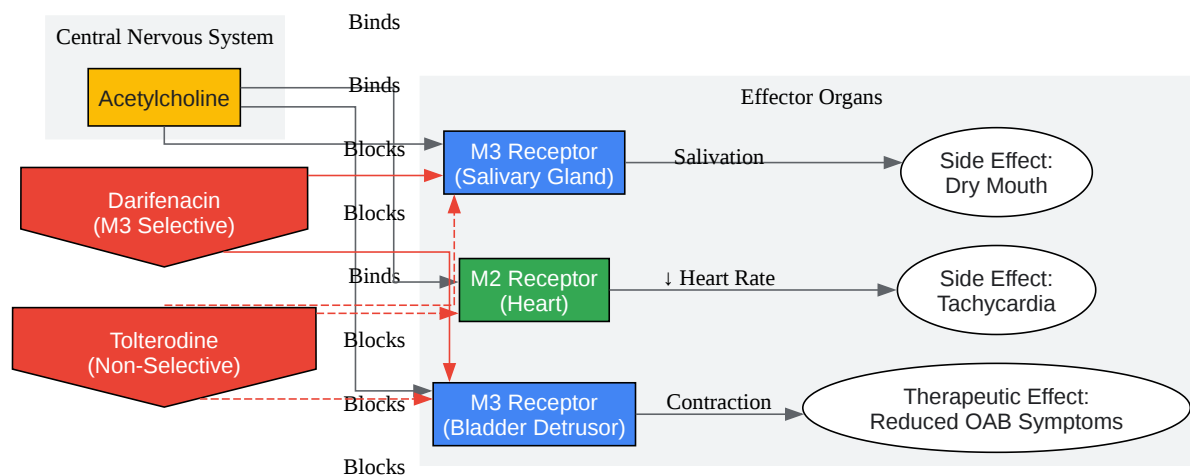 Binds
Central Nervous System
Acetylcholine
Binds
Effector Organs
Blocks
M3 Receptor
(Salivary Gland)
Salivation
Side Effect:
Dry Mouth
Darifenacin
(M3 Selective)
Blocks
Binds
M2 Receptor
(Heart)
↓ Heart Rate
Side Effect:
Tachycardia
Tolterodine
(Non-Selective)
Blocks
Blocks
M3 Receptor
(Bladder Detrusor)
Contraction
Therapeutic Effect:
Reduced OAB Symptoms
Blocks